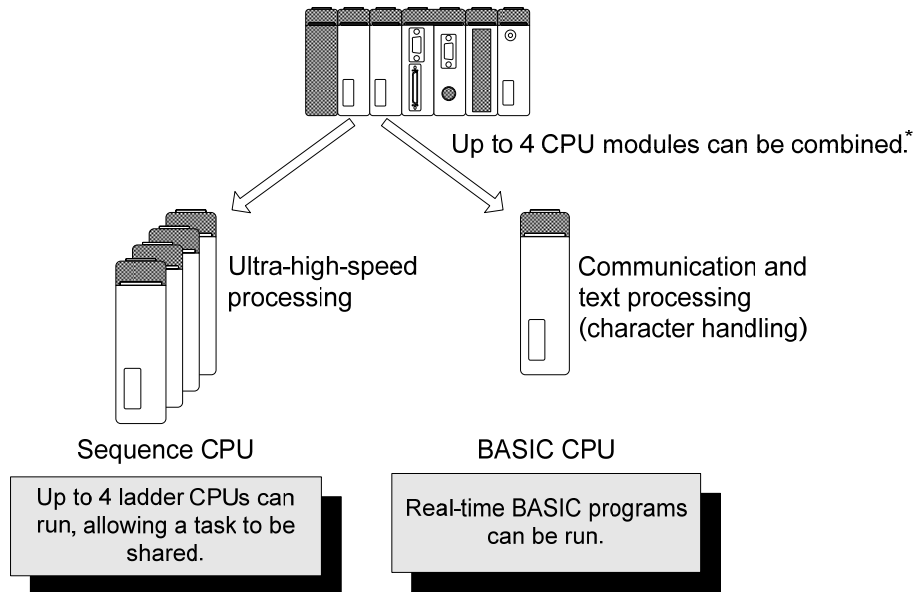 Up to 4 CPU modules can be combined.*
Ultra-high-speed
processing
Communication and
text processing
(character handling)
Sequence CPU
BASIC CPU
Up to 4 ladder CPUs can
run, allowing a task to be
shared.
Real-time BASIC programs
can be run.